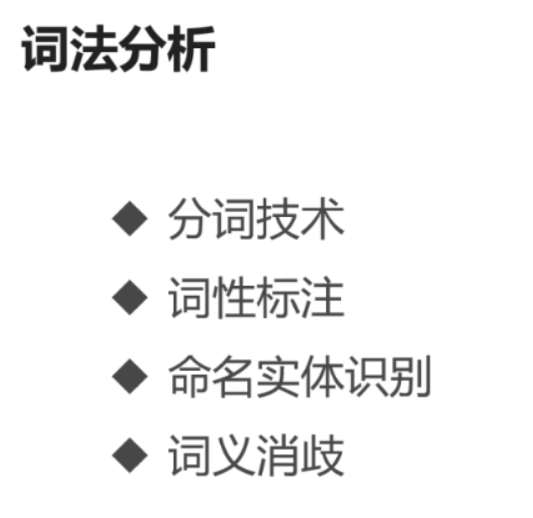 词法分析
◆ 分词技术
◆ 词性标注
◆ 命名实体识别
◆ 词义消歧